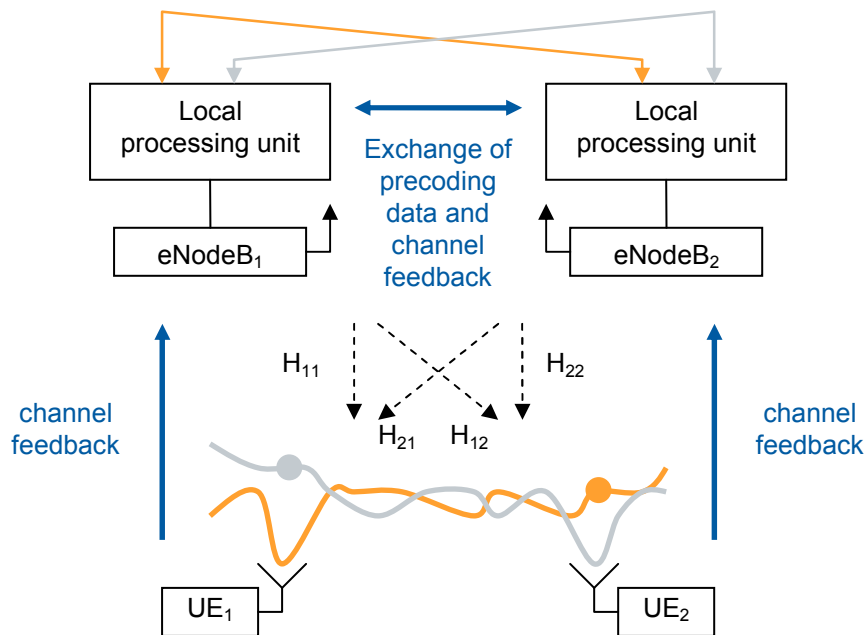 Local
processing unit
Local
processing unit
Exchange of
precoding
data and
channel
feedback
eNodeB₁
eNodeB₂
H₁₁
H₂₂
channel
feedback
H₂₁
H₁₂
channel
feedback
UE₁
UE₂